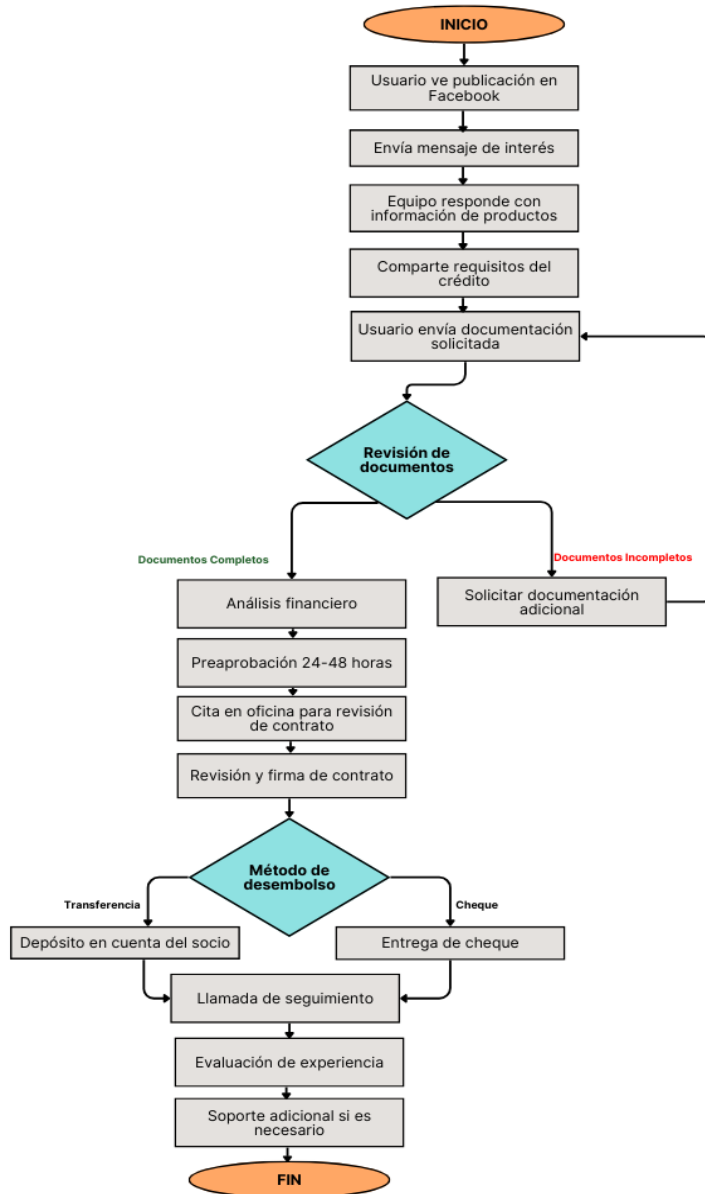 INICIO
Usuario ve publicación en
Facebook
Envía mensaje de interés
Equipo responde con
información de productos
Comparte requisitos del
crédito
Usuario envía documentación
solicitada
Revisión de
documentos
Documentos Completos
Documentos Incompletos
Análisis financiero
Solicitar documentación
adicional
Preaprobación 24-48 horas
Cita en oficina para revisión
de contrato
Revisión y firma de contrato
Método de
desembolso
Transferencia
Cheque
Depósito en cuenta del socio
Entrega de cheque
Llamada de seguimiento
Evaluación de experiencia
Soporte adicional si es
necesario
FIN